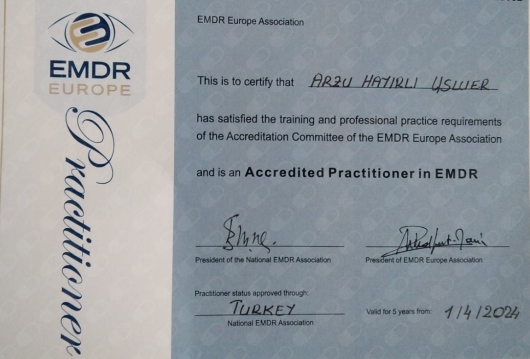 EMDR
EUROPE
Practitioner
EMDR Europe Association
This is to certify that ARZU HAYIRLI
has satisfied the training and professional practice requirements
of the Accreditation Committee of the EMDR Europe Association
and is an Accredited Practitioner in EMDR
President of the National EMDR Association
President of EMDR Europe Association
Practitioner status approved through:
TURKEY
National EMDR Association
Valid for 5 years from: 1/4/2024